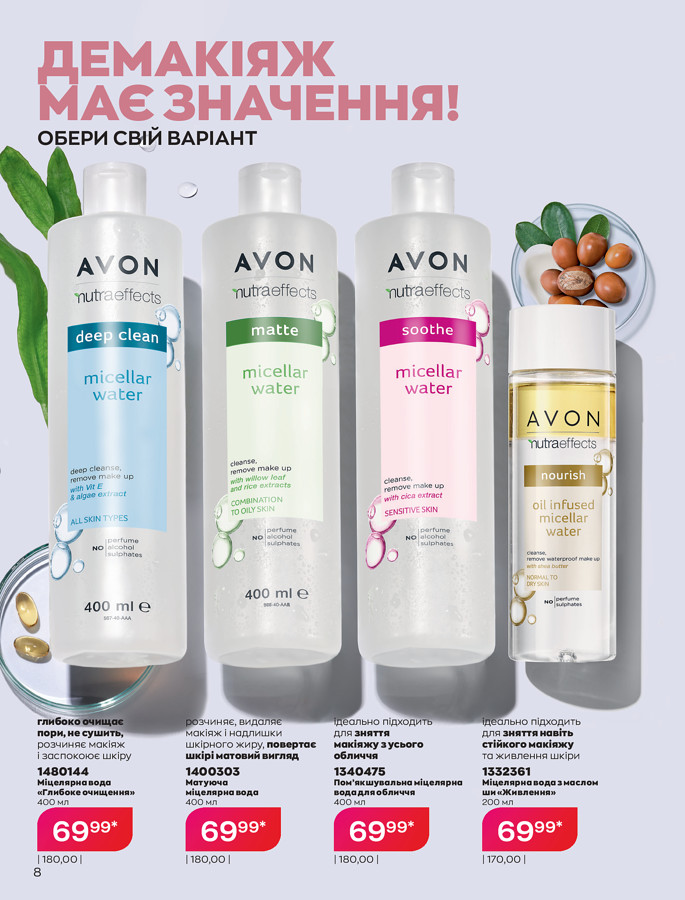 ДЕМАКІЯЖ
МАЄ ЗНАЧЕННЯ!
ОБЕРИ СВІЙ ВАРІАНТ
AVON
nutraeffects
deep clean
micellar
water
deep cleanse,
remove make up
with Vit E
& algae extract
ALL SKIN TYPES
NO
perfume
alcohol
sulphates
400 ml e
987-40-AAA
AVON
nutraeffects
matte
micellar
water
cleanse,
remove make up
with willow leaf
and rice extracts
COMBINATION
TO OILY SKIN
NO
perfume
alcohol
sulphates
400 ml e
AVON
nutraeffects
soothe
micellar
water
cleanse,
remove make up
with cica extract
SENSITIVE SKIN
NO
perfume
alcohol
sulphates
AVON
nutraeffects
nourish
oil infused
micellar
water
cleanse,
remove waterproof make up
with shea butter
NORMAL TO
DRY SKIN
NO
perfume
sulphates
глибоко очищає
пори, не сушить,
розчиняє макіяж
і заспокоює шкіру
1480144
Міцелярна вода
«Глибоке очищення»
400 мл
69⁹⁹*
| 180,00 |
розчиняє, видаляє
макіяж і надлишки
шкірного жиру, повертає
шкірі матовий вигляд
1400303
Матуюча
міцелярна вода
400 мл
69⁹⁹*
| 180,00 |
ідеально підходить
для зняття
макіяжу з усього
обличчя
1340475
Пом'якшувальна міцелярна
вода для обличчя
400 мл
69⁹⁹*
| 180,00 |
ідеально підходить
для зняття навіть
стійкого макіяжу
та живлення шкіри
1332361
Міцелярна вода з маслом
ши «Живлення»
200 мл
69⁹⁹*
| 170,00 |
8